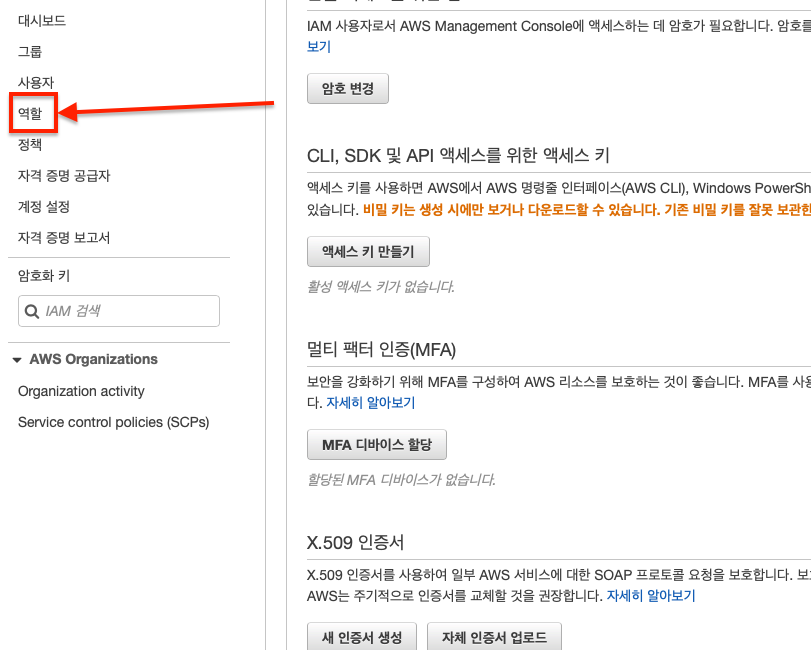 대시보드
그룹
사용자
역할
정책
자격 증명 공급자
계정 설정
자격 증명 보고서
암호화 키
IAM 검색
AWS Organizations
Organization activity
Service control policies (SCPs)
IAM 사용자로서 AWS Management Console에 액세스하는 데 암호가 필요합니다. 암호를
보기
암호 변경
CLI, SDK 및 API 액세스를 위한 액세스 키
액세스 키를 사용하면 AWS에서 AWS 명령줄 인터페이스(AWS CLI), Windows PowerSh
있습니다. 비밀 키는 생성 시에만 보거나 다운로드할 수 있습니다. 기존 비밀 키를 잘못 보관한
액세스 키 만들기
활성 액세스 키가 없습니다.
멀티 팩터 인증(MFA)
보안을 강화하기 위해 MFA를 구성하여 AWS 리소스를 보호하는 것이 좋습니다. MFA를 사용
다. 자세히 알아보기
MFA 디바이스 할당
할당된 MFA 디바이스가 없습니다.
X.509 인증서
X.509 인증서를 사용하여 일부 AWS 서비스에 대한 SOAP 프로토콜 요청을 보호합니다. 보
AWS는 주기적으로 인증서를 교체할 것을 권장합니다. 자세히 알아보기
새 인증서 생성
자체 인증서 업로드